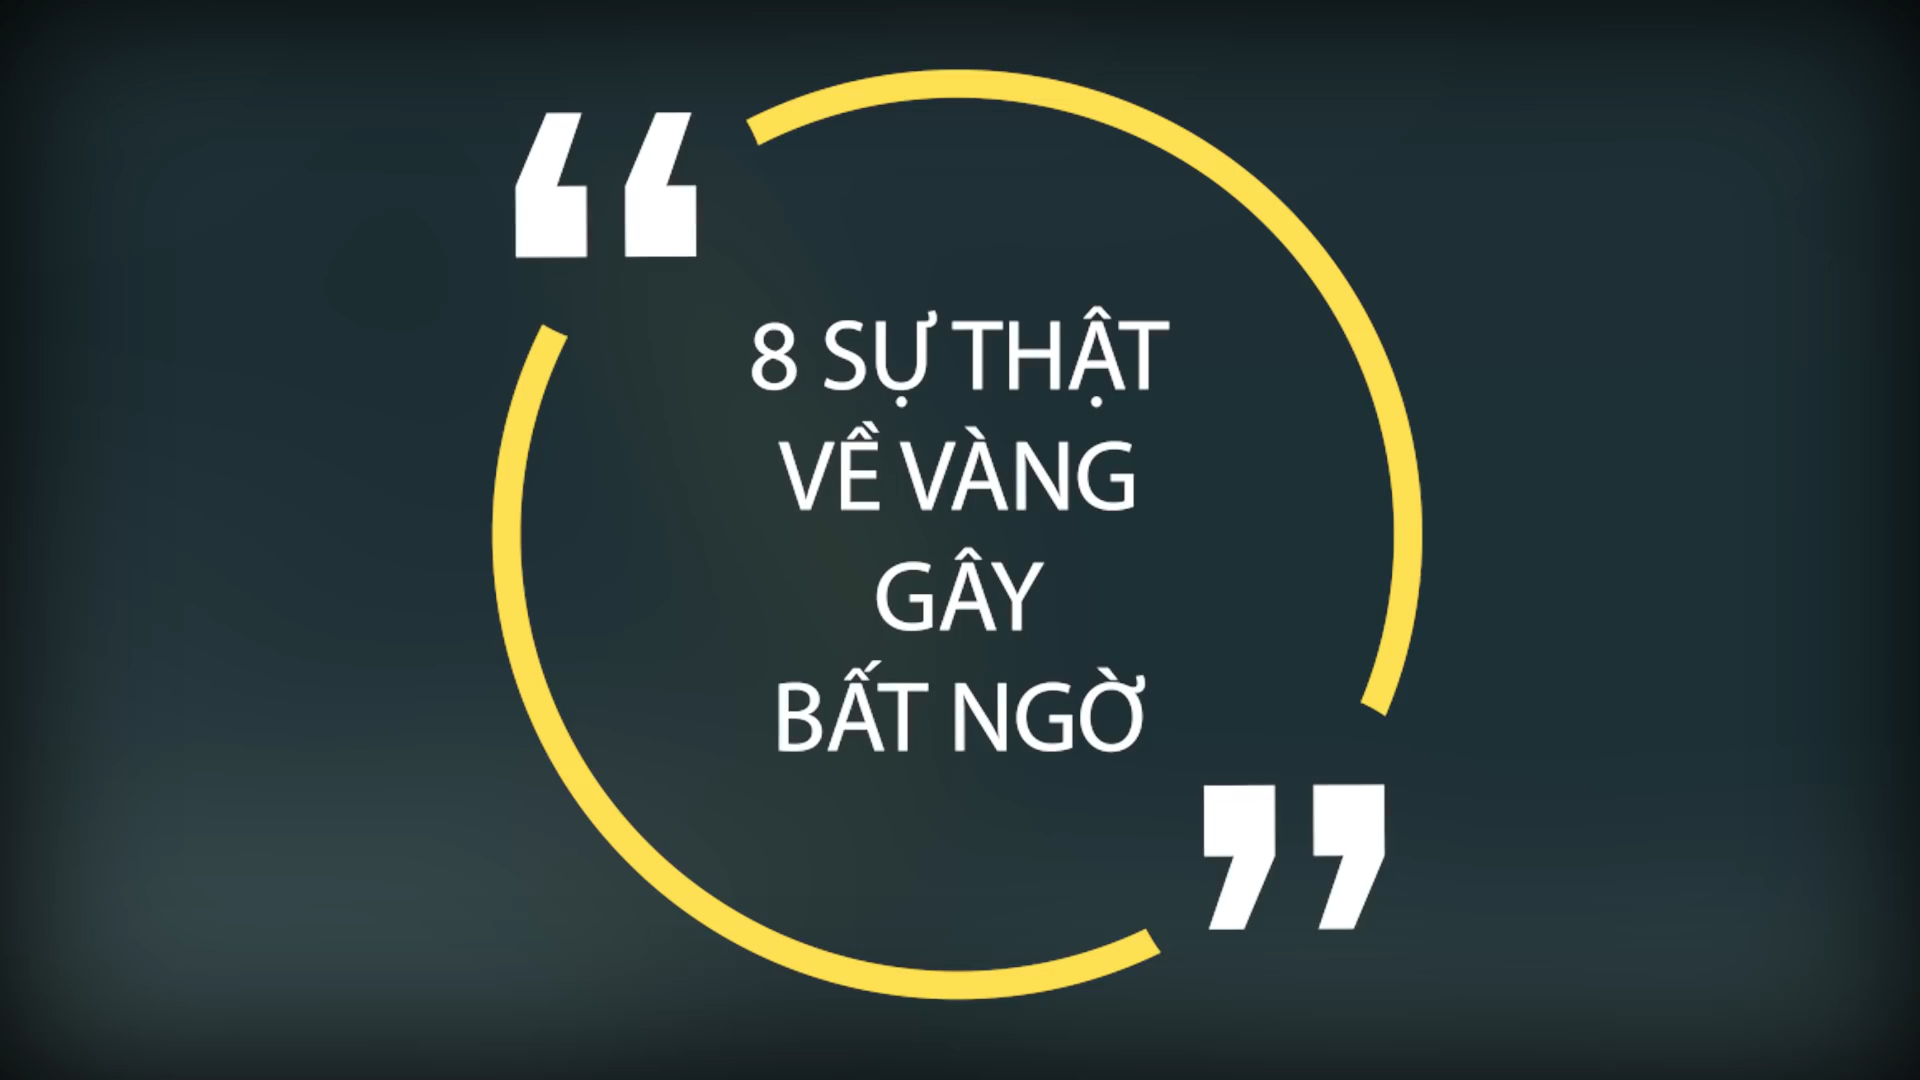 “
8 SỰ THẬT
VỀ VÀNG
GÂY
BẤT NGỜ
”